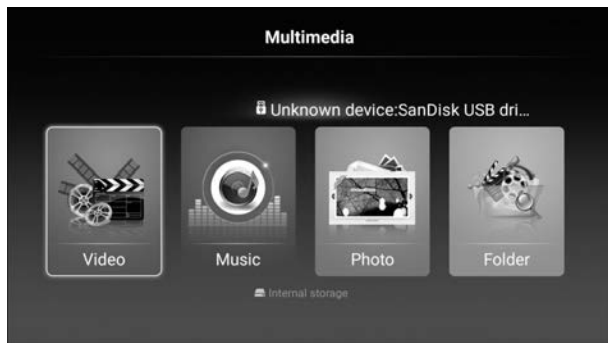 Multimedia
Unknown device:SanDisk USB dri...
Video Music Photo Folder
Internal storage